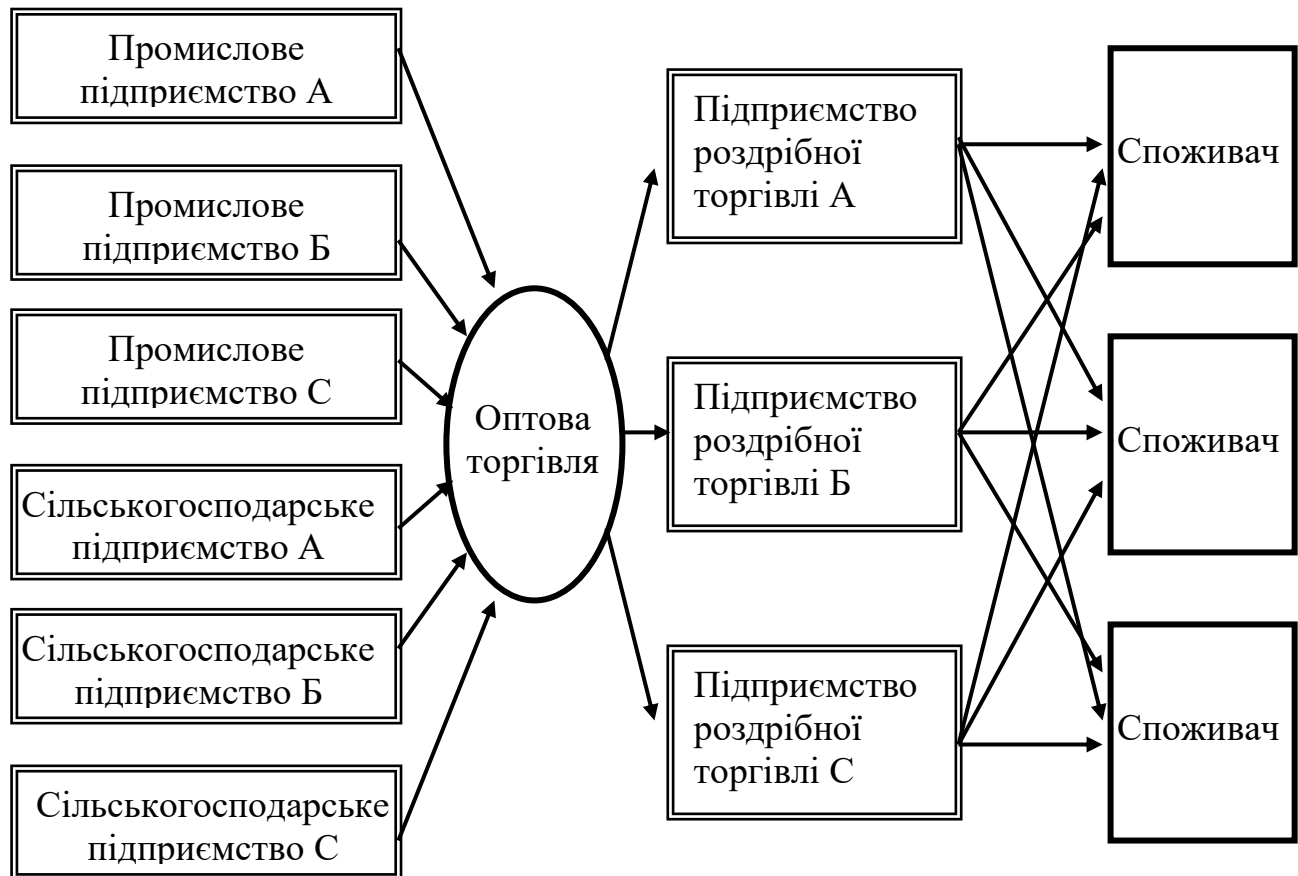 Промислове
підприємство А
Промислове
підприємство Б
Промислове
підприємство С
Сільськогосподарське
підприємство А
Сільськогосподарське
підприємство Б
Сільськогосподарське
підприємство С
Оптова
торгівля
Підприємство
роздрібної
торгівлі А
Підприємство
роздрібної
торгівлі Б
Підприємство
роздрібної
торгівлі С
Споживач
Споживач
Споживач